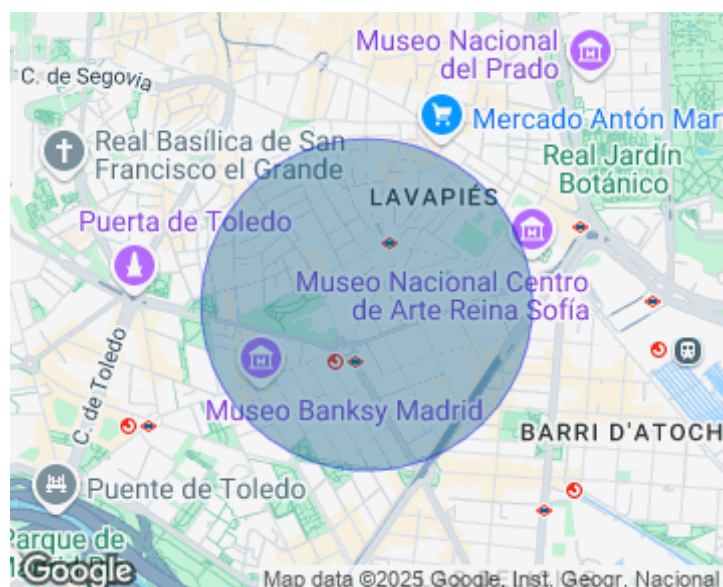 Museo Nacional
del Prado
C. de Segovia
Mercado Antón Mart
Real Basílica de San
Francisco el Grande
Real Jardín
Botánico
LAVAPIÉS
Puerta de Toledo
Museo Nacional Centro
de Arte Reina Sofía
C. de Toledo
Museo Banksy Madrid
BARRI D'ATOCH
Puente de Toledo
Parque de
Google
Map data ©2025 Google, Inst. Geogr. Nacional